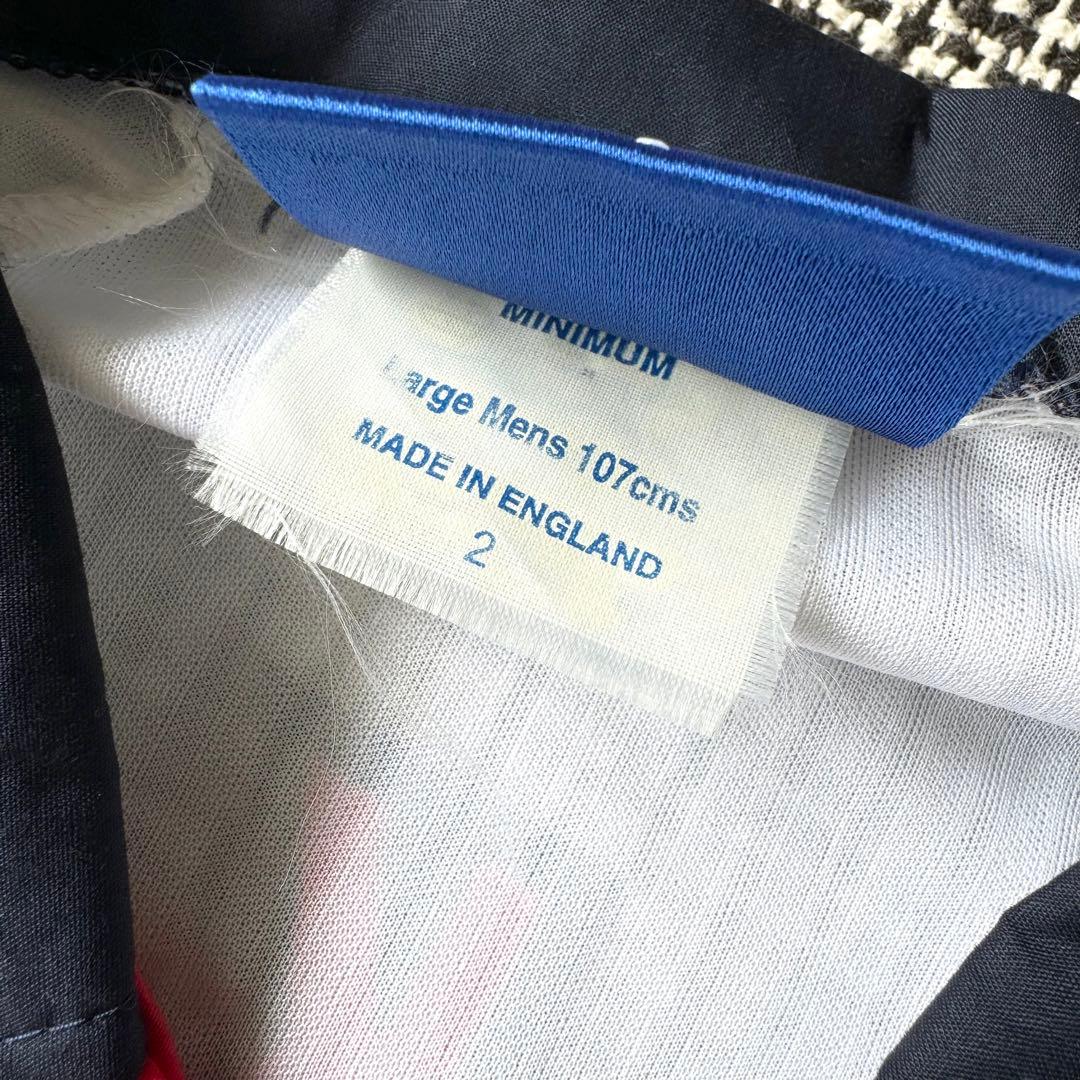 MINIMUM
Large Mens 107cms
MADE IN ENGLAND
2